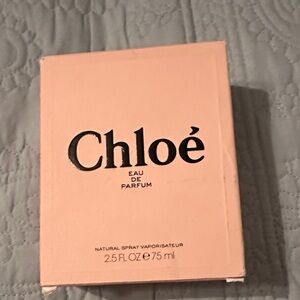 Chloé
EAU
DE
PARFUM
NATURAL SPRAY VAPORISATEUR
2.5 FL OZ e 75 ml